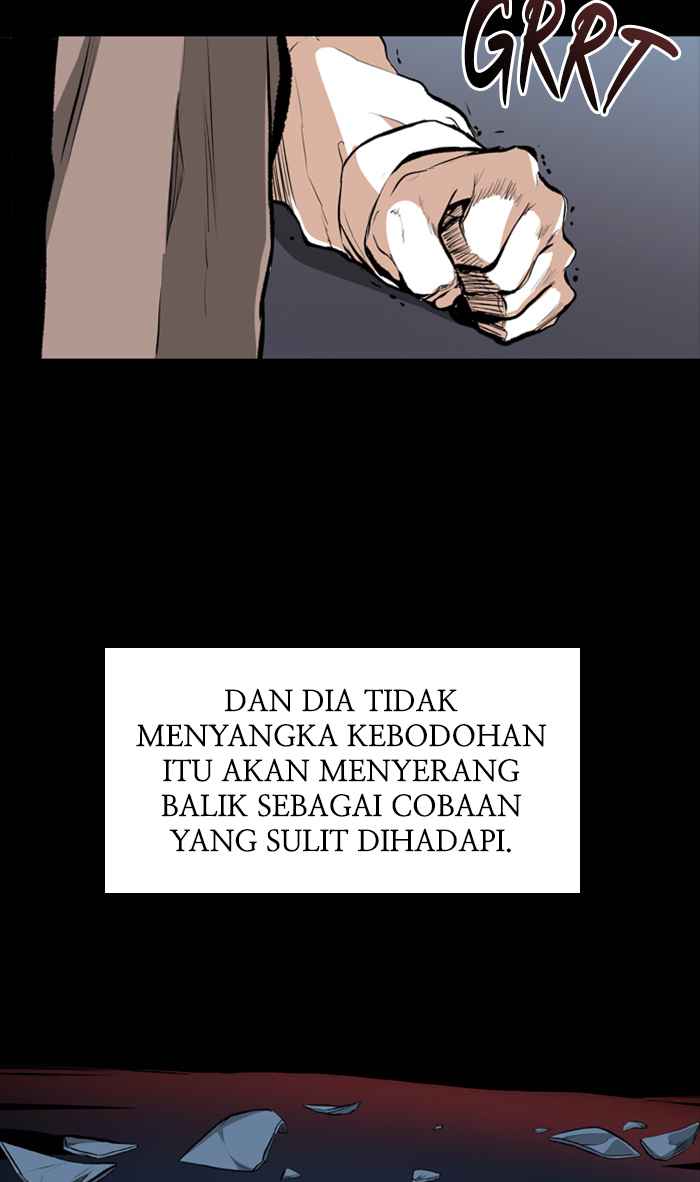 GRRT
DAN DIA TIDAK
MENYANGKA KEBODOHAN
ITU AKAN MENYERANG
BALIK SEBAGAI COBAAN
YANG SULIT DIHADAPI.